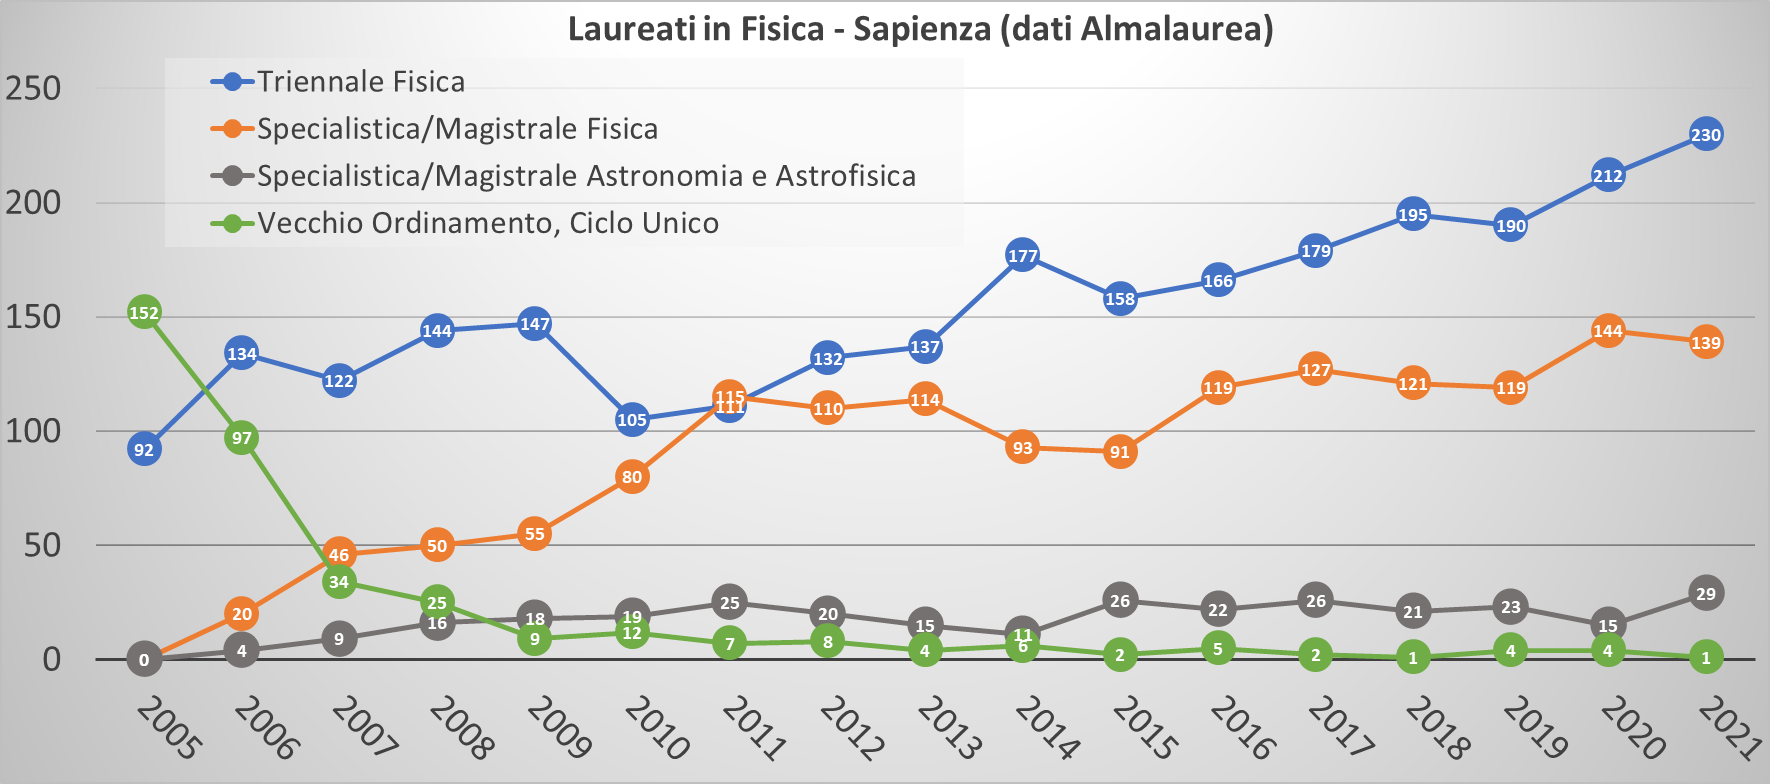 Laureati in Fisica - Sapienza (dati Almalaurea)
Triennale Fisica
Specialistica/Magistrale Fisica
Specialistica/Magistrale Astronomia e Astrofisica
Vecchio Ordinamento, Ciclo Unico
250
200
150
100
50
0
92 134 122 144 147 105 111 132 137 177 158 166 179 195 190 212 230
20 46 50 55 80 115 110 114 93 91 119 127 121 119 144 139
0 4 9 16 18 19 25 20 15 11 26 22 26 21 23 15 29
152 97 34 25 9 12 7 8 4 6 2 5 2 1 4 4 1
2005 2006 2007 2008 2009 2010 2011 2012 2013 2014 2015 2016 2017 2018 2019 2020 2021